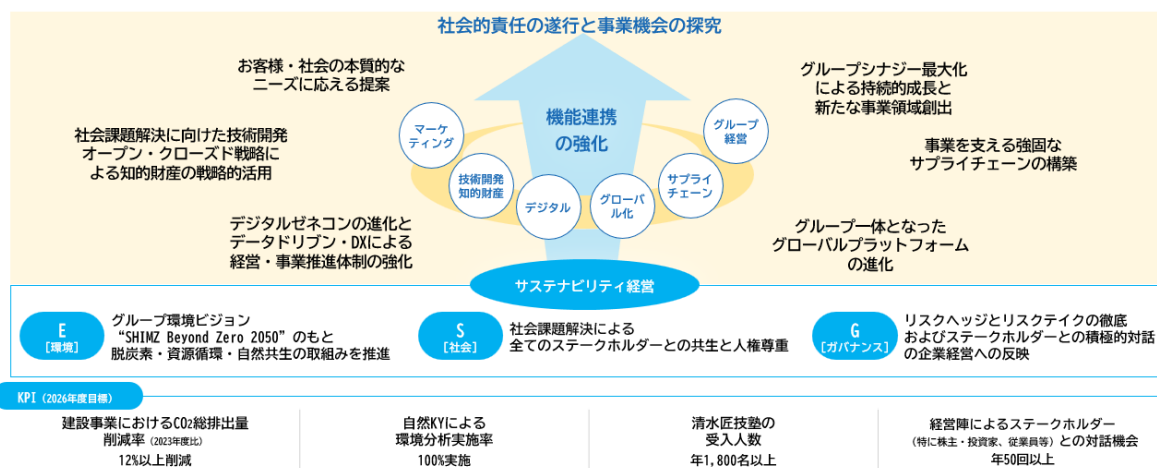 社会的責任の遂行と事業機会の探究
お客様・社会の本質的な
ニーズに応える提案
グループシナジー最大化
による持続的成長と
新たな事業領域創出
機能連携
の強化
マーケ
ティング
グループ
経営
社会課題解決に向けた技術開発
オープン・クローズド戦略に
よる知的財産の戦略的活用
事業を支える強固な
サプライチェーンの構築
技術開発
知的財産
サプライ
チェーン
デジタル
グローバ
ル化
デジタルゼネコンの進化と
データドリブン・DXによる
経営・事業推進体制の強化
グループ一体となった
グローバルプラットフォーム
の進化
サステナビリティ経営
E
[環境]
グループ環境ビジョン
“SHIMZ Beyond Zero 2050”のもと
脱炭素・資源循環・自然共生の取組みを推進
S
[社会]
社会課題解決による
全てのステークホルダーとの共生と人権尊重
G
[ガバナンス]
リスクヘッジとリスクテイクの徹底
およびステークホルダーとの積極的対話
の企業経営への反映
KPI（2026年度目標）
建設事業におけるCO₂総排出量
削減率（2023年度比）
12%以上削減
自然KYによる
環境分析実施率
100%実施
清水匠技塾の
受入人数
年1,800名以上
経営陣によるステークホルダー
（特に株主・投資家、従業員等）との対話機会
年50回以上